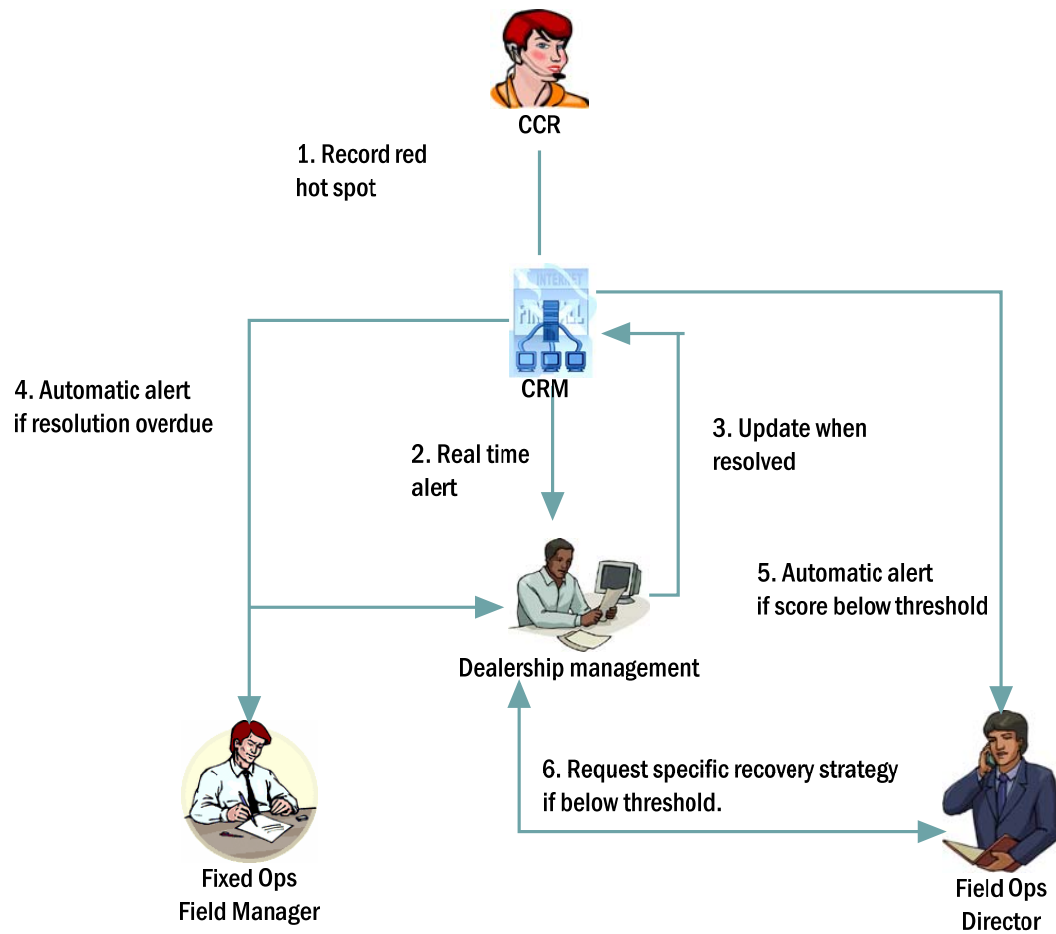 CCR
1. Record red
hot spot
INTERNET
CRM
4. Automatic alert
if resolution overdue
2. Real time
alert
3. Update when
resolved
5. Automatic alert
if score below threshold
Dealership management
6. Request specific recovery strategy
if below threshold.
Fixed Ops
Field Manager
Field Ops
Director